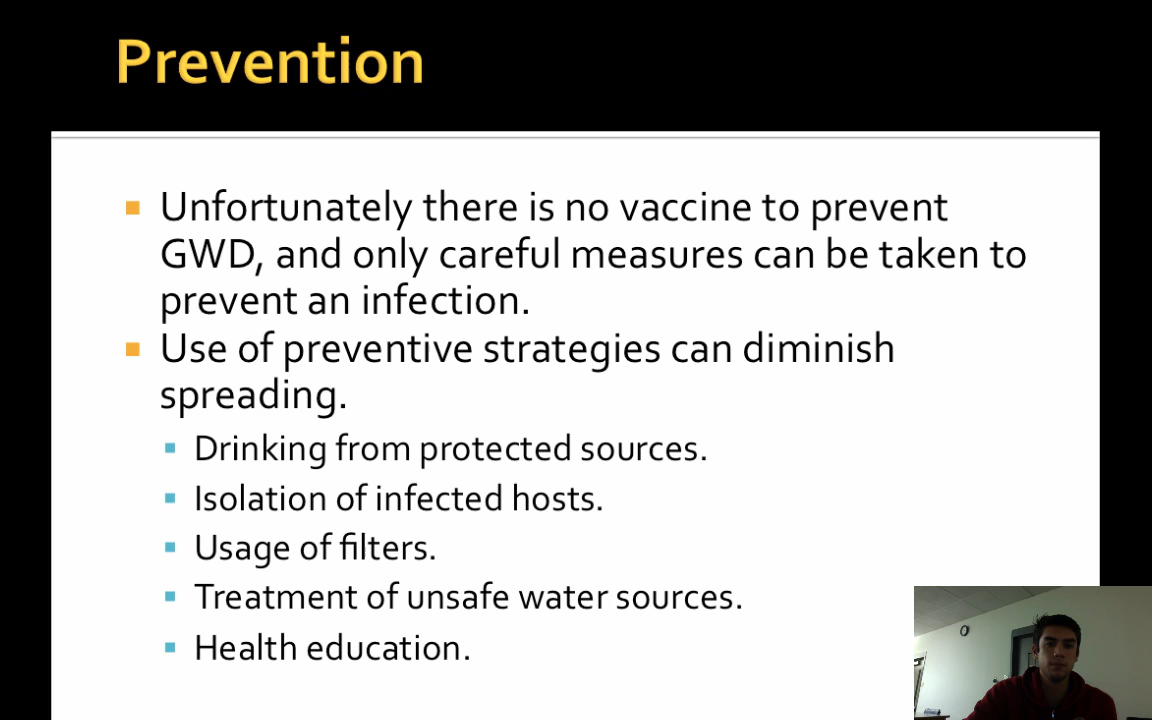 Prevention
Unfortunately there is no vaccine to prevent
GWD, and only careful measures can be taken to
prevent an infection.
Use of preventive strategies can diminish
spreading.
Drinking from protected sources.
Isolation of infected hosts.
Usage of filters.
Treatment of unsafe water sources.
Health education.